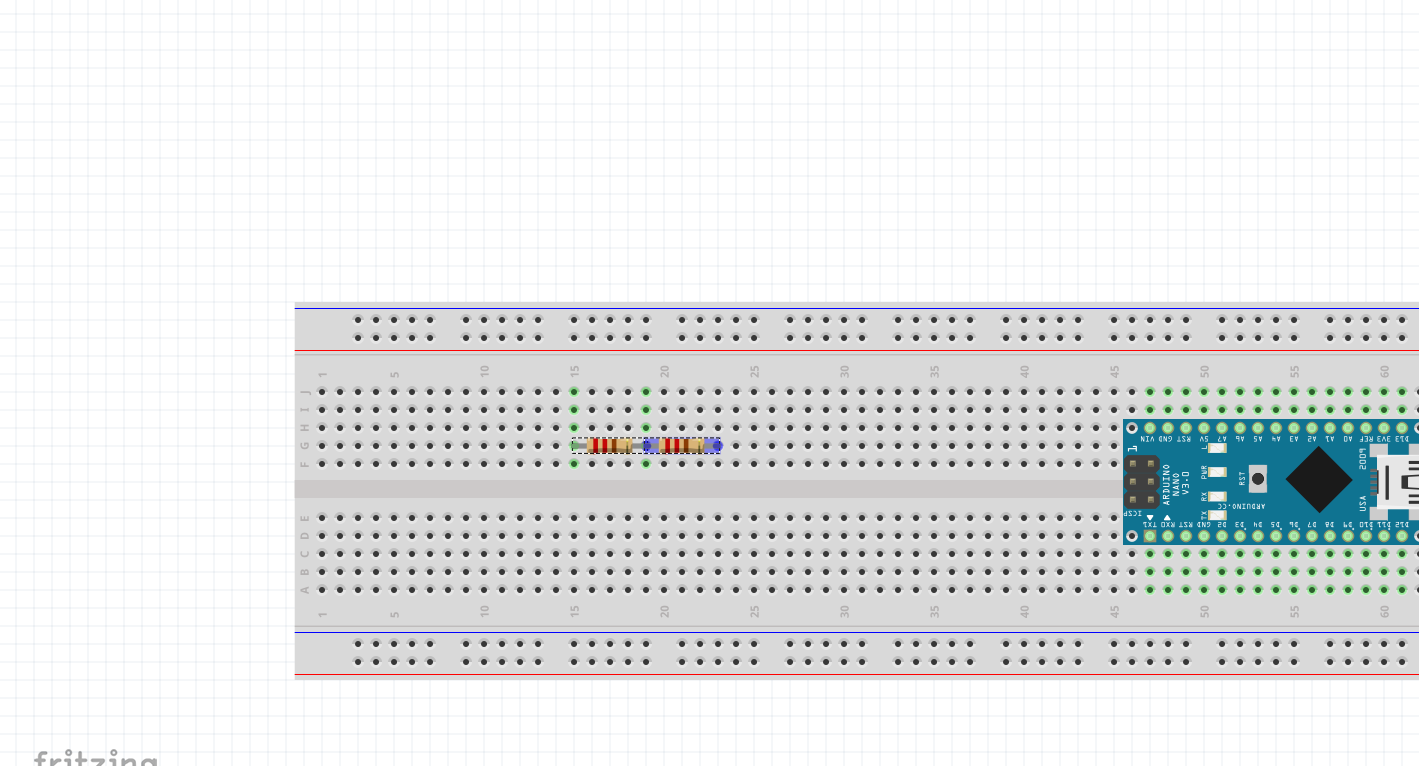 1 5 10 15 20 25 30 35 40 45 50 55 60
J
I
H
G
F
VIN GND RST 5V A7 A6 A5 A4 A3 A2 A1 A0 REF 3V3 D13
1
L
PWR
RX
TX
RST
ARDUINO
NANO
V3.0
ICSP
ARDUINO.CC
2009
USA
TX1 RX0 RST GND D2 D3 D4 D5 D6 D7 D8 D9 D10 D11 D12
E
D
C
B
A
1 5 10 15 20 25 30 35 40 45 50 55 60
fritzing